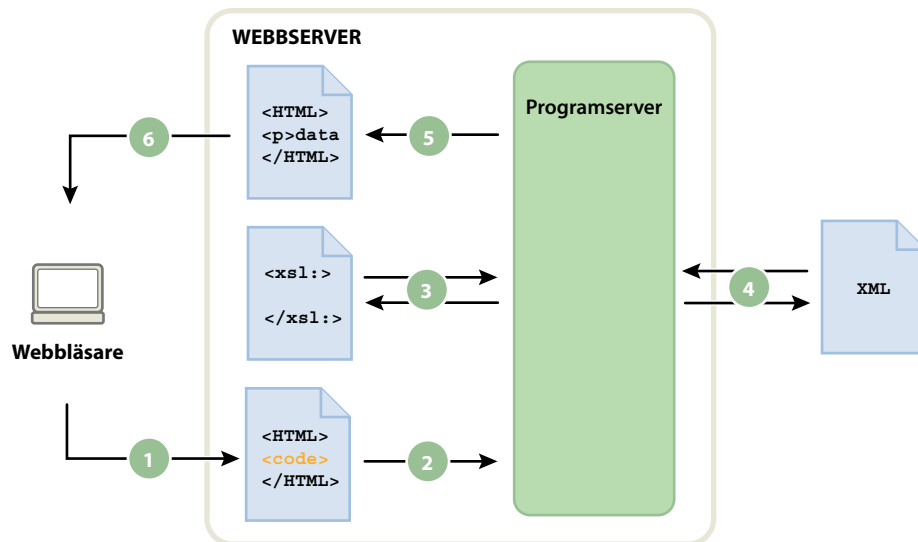 WEBBSERVER
<HTML>
<p>data
</HTML>
Programserver
6
5
<xsl:>
</xsl:>
3
4
XML
Webbläsare
<HTML>
<code>
</HTML>
1
2